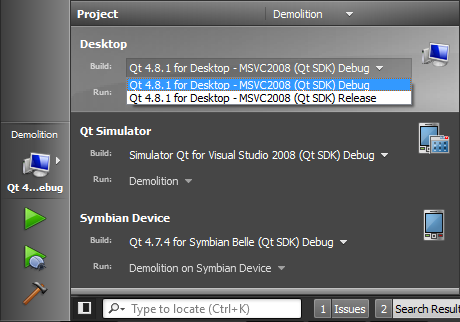 Project Demolition
Desktop
Build: Qt 4.8.1 for Desktop - MSVC2008 (Qt SDK) Debug
Qt 4.8.1 for Desktop - MSVC2008 (Qt SDK) Debug
Run: Qt 4.8.1 for Desktop - MSVC2008 (Qt SDK) Release
Qt Simulator
Build: Simulator Qt for Visual Studio 2008 (Qt SDK) Debug
Run: Demolition
Symbian Device
Build: Qt 4.7.4 for Symbian Belle (Qt SDK) Debug
Run: Demolition on Symbian Device
Demolition
Qt 4...ebug
Type to locate (Ctrl+K) 1 Issues 2 Search Resul